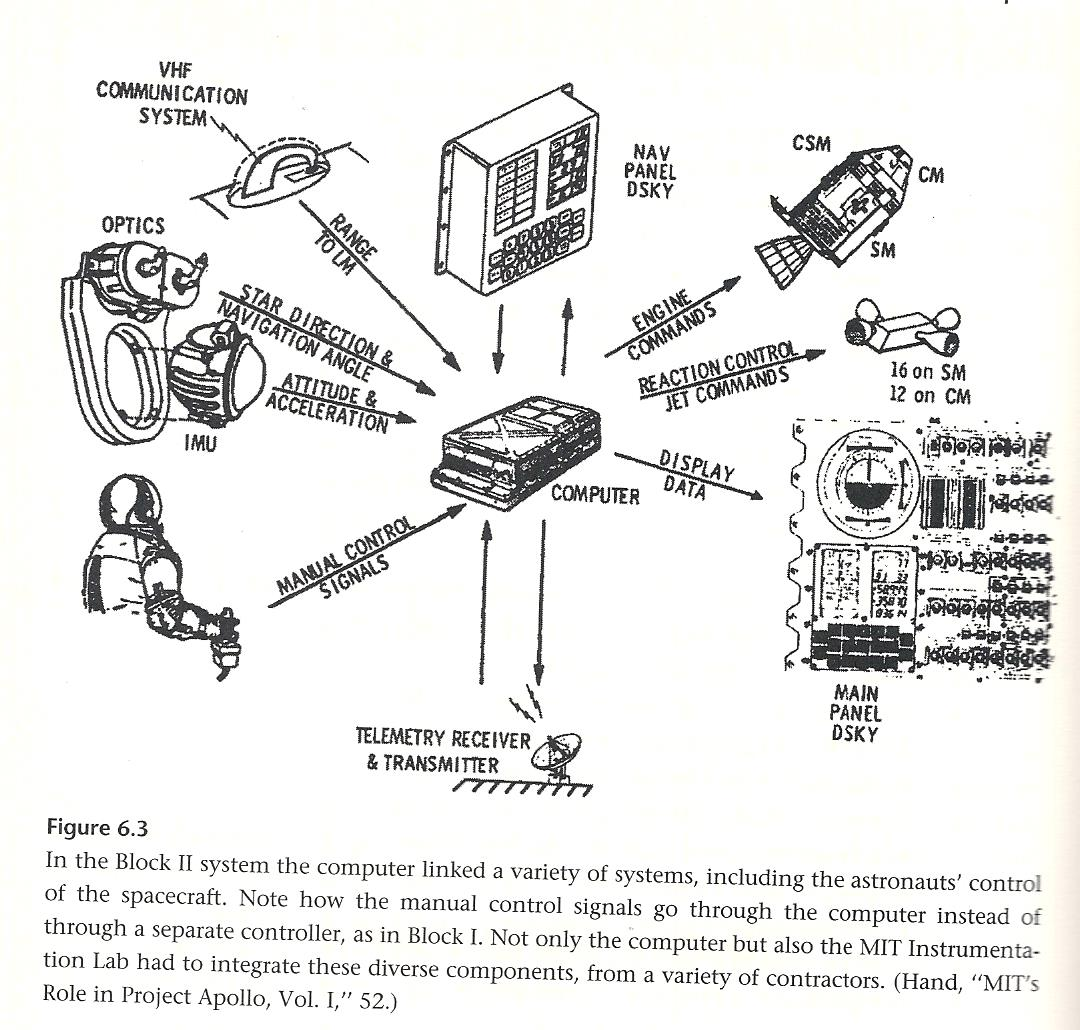 VHF
COMMUNICATION
SYSTEM
NAV
PANEL
DSKY
CSM
CM
SM
OPTICS
RANGE
TO LM
STAR DIRECTION &
NAVIGATION ANGLE
ATTITUDE &
ACCELERATION
IMU
ENGINE
COMMANDS
REACTION CONTROL
JET COMMANDS
16 on SM
12 on CM
COMPUTER
DISPLAY
DATA
MANUAL CONTROL
SIGNALS
MAIN
PANEL
DSKY
TELEMETRY RECEIVER
& TRANSMITTER
Figure 6.3
In the Block II system the computer linked a variety of systems, including the astronauts’ control
of the spacecraft. Note how the manual control signals go through the computer instead of
through a separate controller, as in Block I. Not only the computer but also the MIT Instrumenta-
tion Lab had to integrate these diverse components, from a variety of contractors. (Hand, “MIT’s
Role in Project Apollo, Vol. I,” 52.)